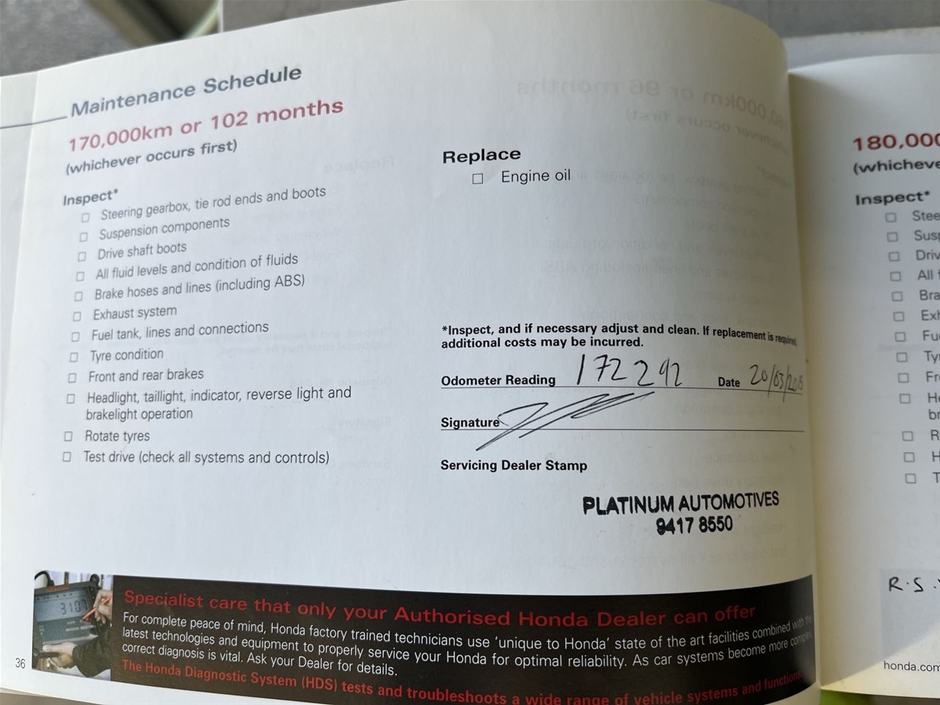 Maintenance Schedule
170,000km or 102 months
(whichever occurs first)
Inspect*
Steering gearbox, tie rod ends and boots
Suspension components
Drive shaft boots
All fluid levels and condition of fluids
Brake hoses and lines (including ABS)
Exhaust system
Fuel tank, lines and connections
Tyre condition
Front and rear brakes
Headlight, taillight, indicator, reverse light and
brakelight operation
Rotate tyres
Test drive (check all systems and controls)
Replace
Engine oil
*Inspect, and if necessary adjust and clean. If replacement is required,
additional costs may be incurred.
Odometer Reading 172292 Date 20/03/
Signature
Servicing Dealer Stamp
PLATINUM AUTOMOTIVES
9417 8550
Specialist care that only your Authorised Honda Dealer can offer
For complete peace of mind, Honda factory trained technicians use 'unique to Honda' state of the art facilities combined with the
latest technologies and equipment to properly service your Honda for optimal reliability. As car systems become more
correct diagnosis is vital. Ask your Dealer for details.
The Honda Diagnostic System (HDS) tests and troubleshoots a wide range of vehicle systems and
36
180,000
(whichever
Inspect*
R.S.
honda.com